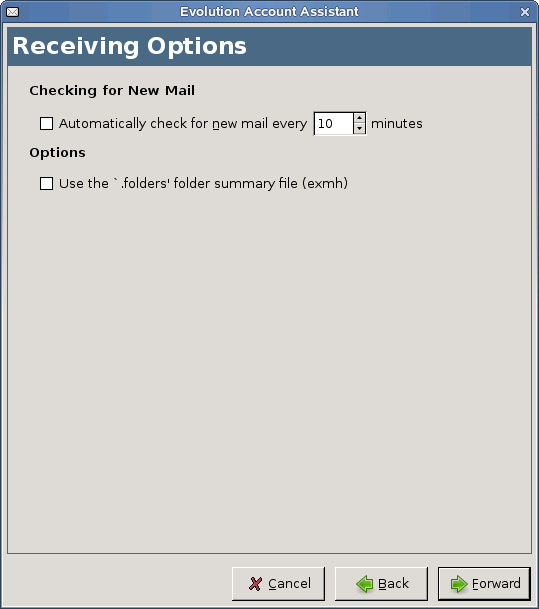 Evolution Account Assistant
Receiving Options
Checking for New Mail
Automatically check for new mail every 10 minutes
Options
Use the `.folders' folder summary file (exmh)
Cancel Back Forward